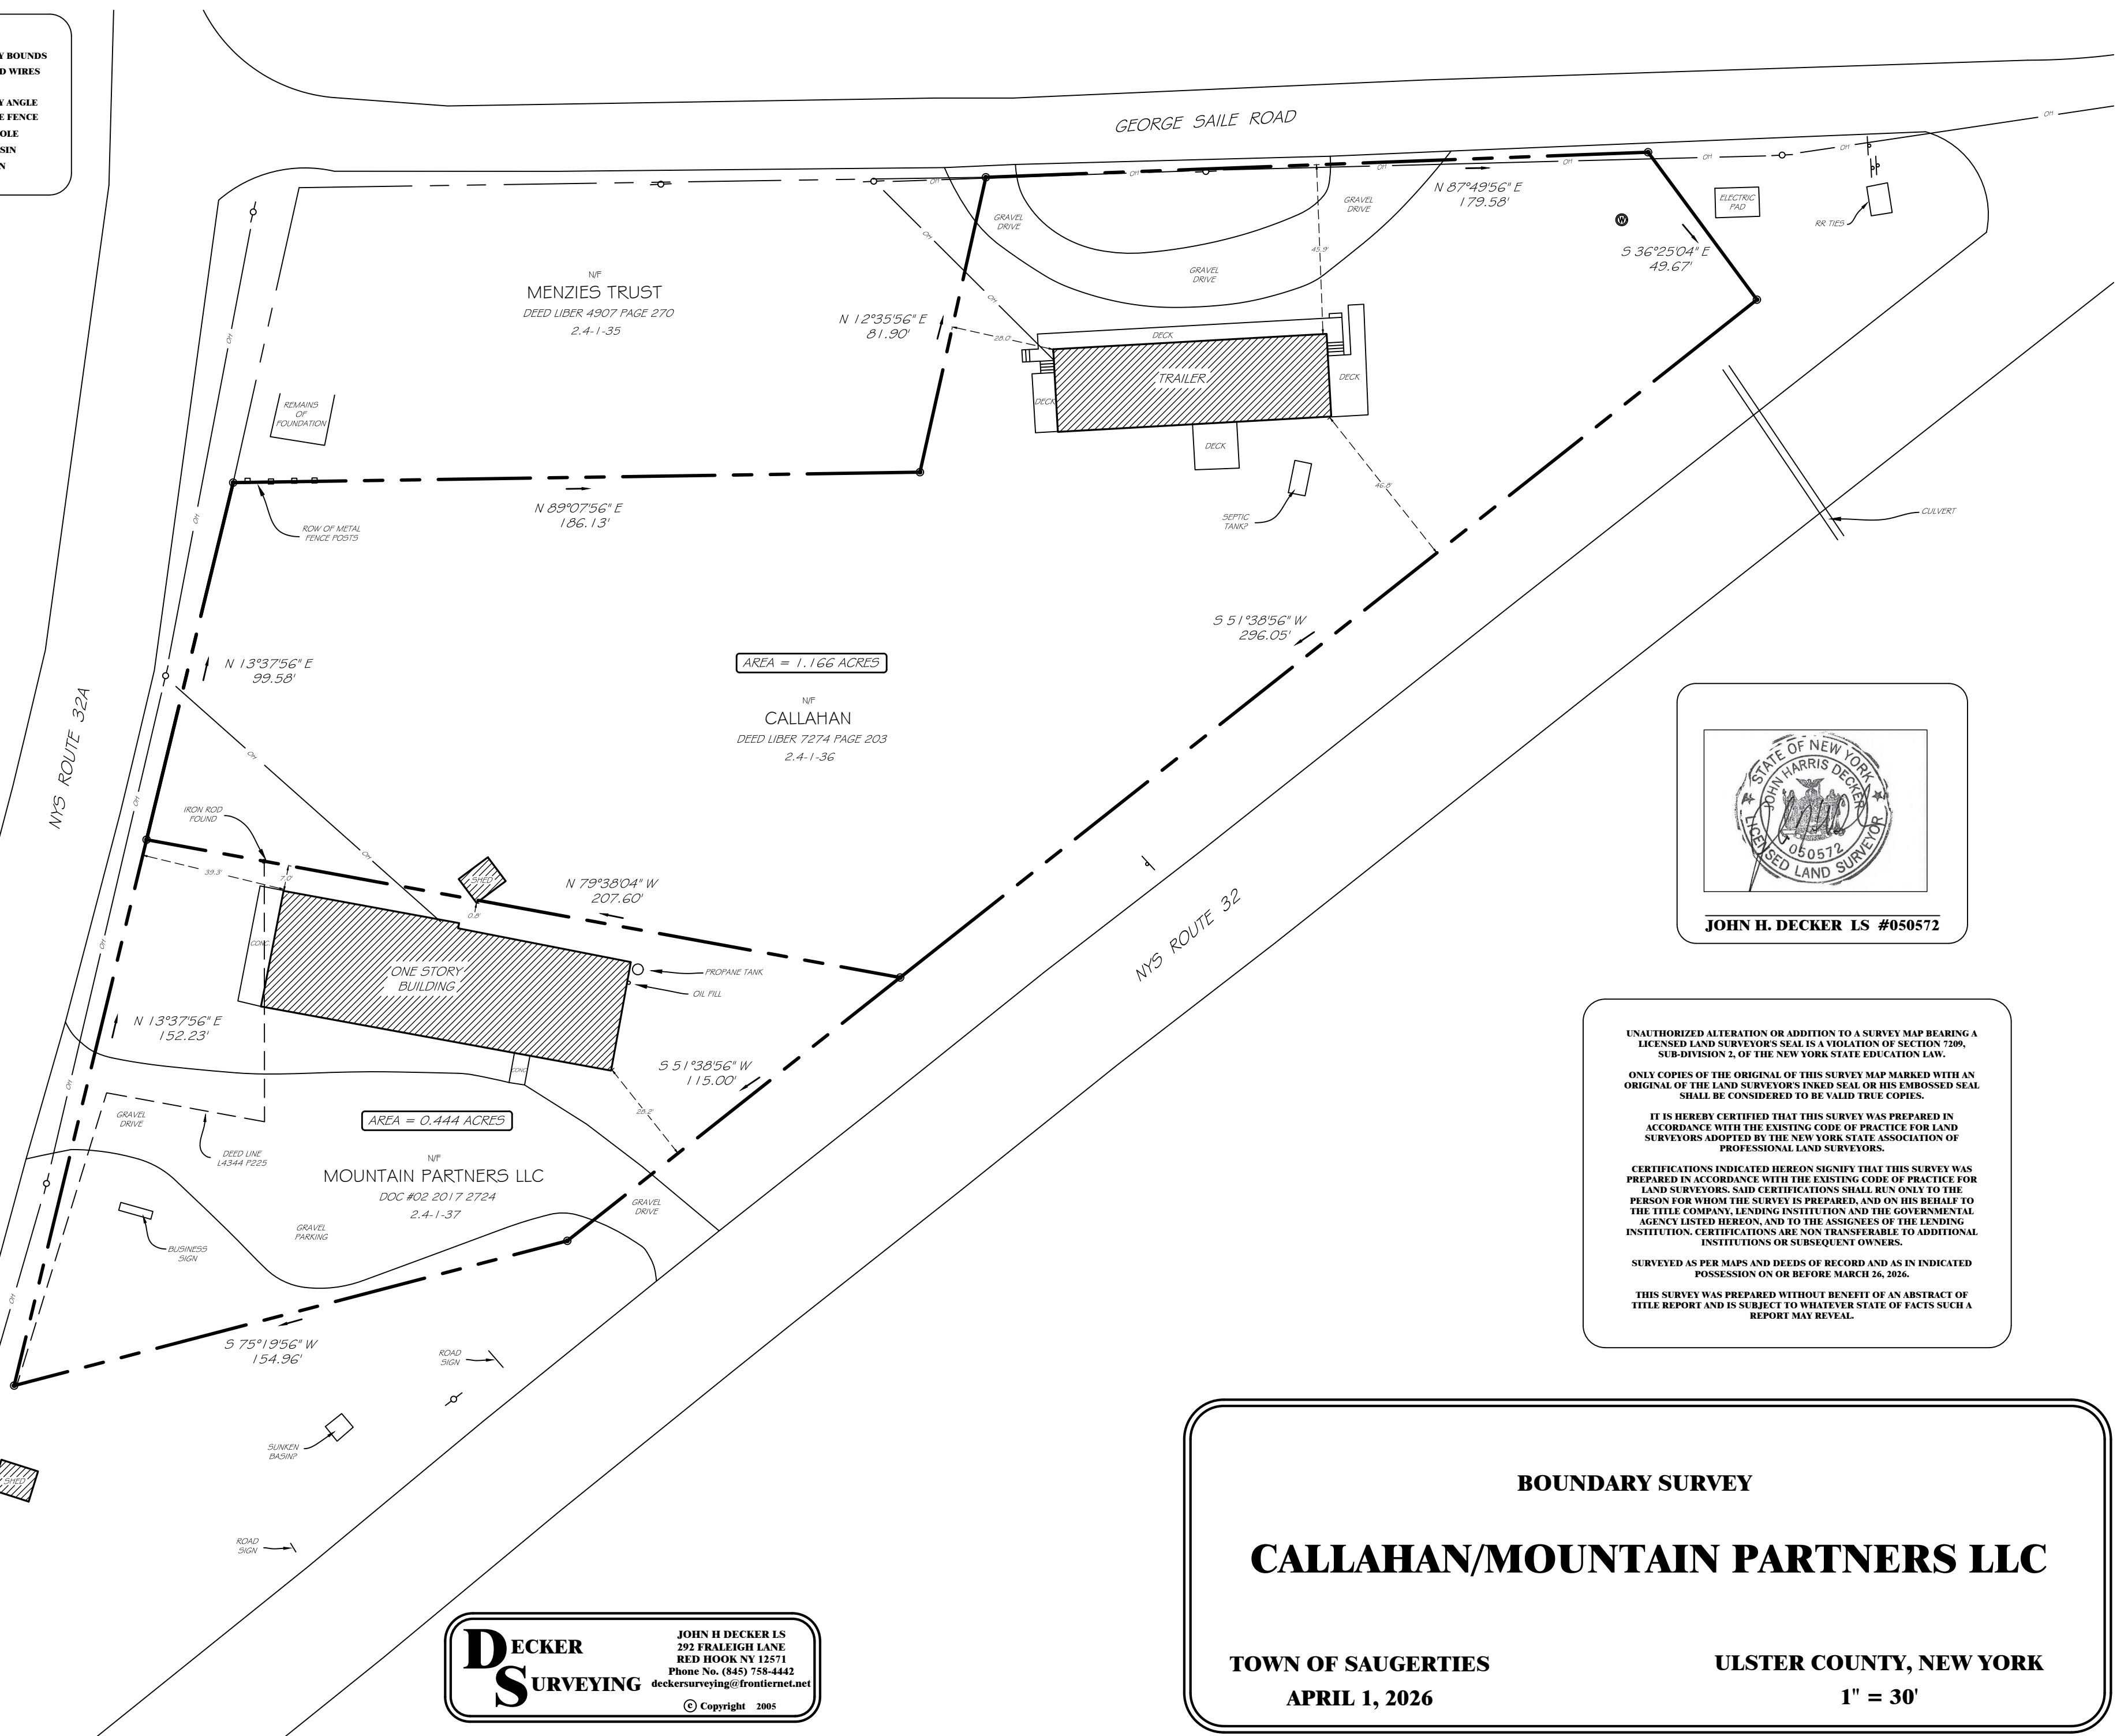 Y BOUNDS
D WIRES
Y ANGLE
E FENCE
OLE
SIN
N
GEORGE SAILE ROAD
OH
OH
OH
OH
OH
OH
OH
N 87°49'56" E
179.58'
ELECTRIC
PAD
RR TIES
S 36°25'04" E
49.67'
W
GRAVEL
DRIVE
GRAVEL
DRIVE
GRAVEL
DRIVE
45.9'
N/F
MENZIES TRUST
DEED LIBER 4907 PAGE 270
2.4-1-35
N 12°35'56" E
81.90'
OH
OH
28.0'
DECK
TRAILER
DECK
DECK
DECK
REMAINS
OF
FOUNDATION
OH
OH
OH
46.8'
SEPTIC
TANK?
CULVERT
ROW OF METAL
FENCE POSTS
N 89°07'56" E
186.13'
S 51°38'56" W
296.05'
N 13°37'56" E
99.58'
AREA = 1.166 ACRES
N/F
CALLAHAN
DEED LIBER 7274 PAGE 203
2.4-1-36
NYS ROUTE 32A
OH
OH
OH
IRON ROD
FOUND
39.3'
7.0'
SHED
0.8'
N 79°38'04" W
207.60'
NYS ROUTE 32
CONC.
ONE STORY
BUILDING
PROPANE TANK
OIL FILL
OH
N 13°37'56" E
152.23'
OH
CONC.
S 51°38'56" W
115.00'
28.2'
GRAVEL
DRIVE
AREA = 0.444 ACRES
DEED LINE
L4344 P225
N/F
MOUNTAIN PARTNERS LLC
DOC #02 2017 2724
2.4-1-37
GRAVEL
DRIVE
GRAVEL
PARKING
BUSINESS
SIGN
OH
S 75°19'56" W
154.96'
ROAD
SIGN
SUNKEN
BASIN?
SHED
ROAD
SIGN
STATE OF NEW YORK
JOHN HARRIS DECKER
050572
LICENSED LAND SURVEYOR
JOHN H. DECKER LS #050572
UNAUTHORIZED ALTERATION OR ADDITION TO A SURVEY MAP BEARING A
LICENSED LAND SURVEYOR'S SEAL IS A VIOLATION OF SECTION 7209,
SUB-DIVISION 2, OF THE NEW YORK STATE EDUCATION LAW.
ONLY COPIES OF THE ORIGINAL OF THIS SURVEY MAP MARKED WITH AN
ORIGINAL OF THE LAND SURVEYOR'S INKED SEAL OR HIS EMBOSSED SEAL
SHALL BE CONSIDERED TO BE VALID TRUE COPIES.
IT IS HEREBY CERTIFIED THAT THIS SURVEY WAS PREPARED IN
ACCORDANCE WITH THE EXISTING CODE OF PRACTICE FOR LAND
SURVEYORS ADOPTED BY THE NEW YORK STATE ASSOCIATION OF
PROFESSIONAL LAND SURVEYORS.
CERTIFICATIONS INDICATED HEREON SIGNIFY THAT THIS SURVEY WAS
PREPARED IN ACCORDANCE WITH THE EXISTING CODE OF PRACTICE FOR
LAND SURVEYORS. SAID CERTIFICATIONS SHALL RUN ONLY TO THE
PERSON FOR WHOM THE SURVEY IS PREPARED, AND ON HIS BEHALF TO
THE TITLE COMPANY, LENDING INSTITUTION AND THE GOVERNMENTAL
AGENCY LISTED HEREON, AND TO THE ASSIGNEES OF THE LENDING
INSTITUTION. CERTIFICATIONS ARE NON TRANSFERABLE TO ADDITIONAL
INSTITUTIONS OR SUBSEQUENT OWNERS.
SURVEYED AS PER MAPS AND DEEDS OF RECORD AND AS IN INDICATED
POSSESSION ON OR BEFORE MARCH 26, 2026.
THIS SURVEY WAS PREPARED WITHOUT BENEFIT OF AN ABSTRACT OF
TITLE REPORT AND IS SUBJECT TO WHATEVER STATE OF FACTS SUCH A
REPORT MAY REVEAL.
DECKER
SURVEYING
JOHN H DECKER LS
292 FRALEIGH LANE
RED HOOK NY 12571
Phone No. (845) 758-4442
deckersurveying@frontiernet.net
© Copyright 2005
BOUNDARY SURVEY
CALLAHAN/MOUNTAIN PARTNERS LLC
TOWN OF SAUGERTIES
APRIL 1, 2026
ULSTER COUNTY, NEW YORK
1" = 30'